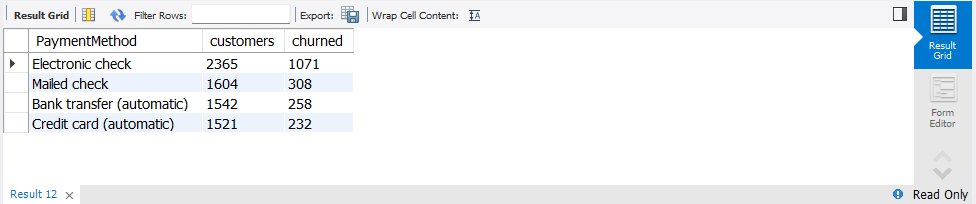 Result Grid Filter Rows: Export: Wrap Cell Content:
PaymentMethod customers churned
Electronic check 2365 1071
Mailed check 1604 308
Bank transfer (automatic) 1542 258
Credit card (automatic) 1521 232
Result
Grid
Form
Editor
Result 12 Read Only